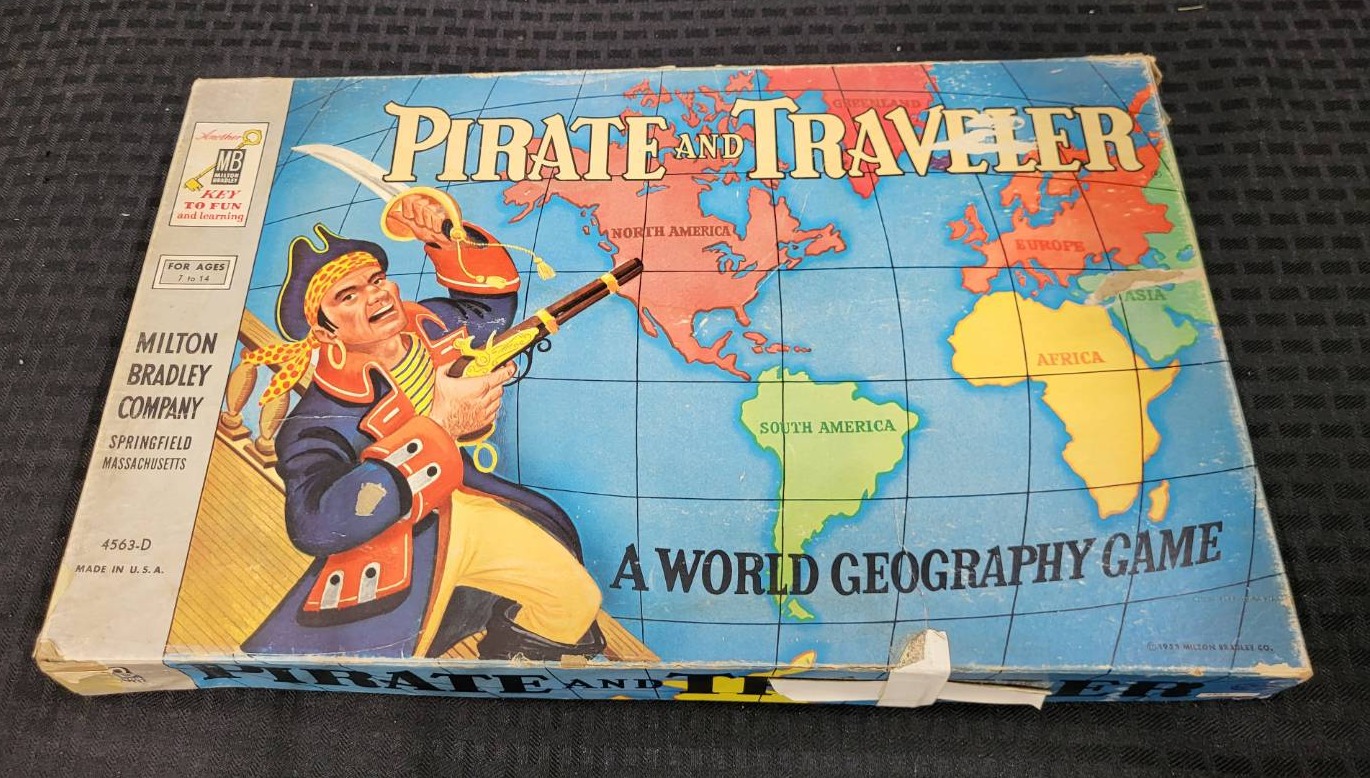 PIRATE AND TRAVELER
Another
MB
MILTON
BRADLEY
KEY
TO FUN
and learning
FOR AGES
7 to 14
MILTON
BRADLEY
COMPANY
SPRINGFIELD
MASSACHUSETTS
4563-D
MADE IN U.S.A.
GREENLAND
NORTH AMERICA
EUROPE
ASIA
AFRICA
SOUTH AMERICA
A WORLD GEOGRAPHY GAME
MILTON BRADLEY CO.
PIRATE AND TR ER